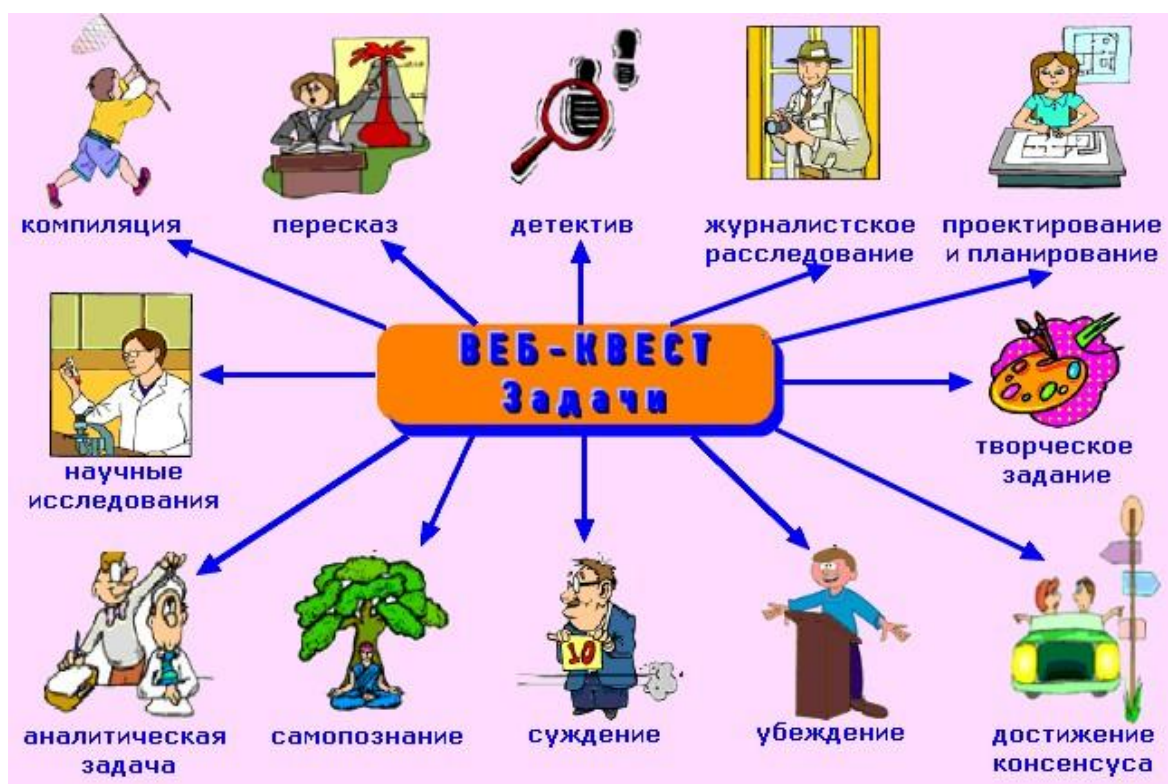 компиляция
пересказ
детектив
журналистское
расследование
проектирование
и планирование
ВЕБ-КВЕСТ
Задачи
научные
исследования
творческое
задание
10
аналитическая
задача
самопознание
суждение
убеждение
достижение
консенсуса